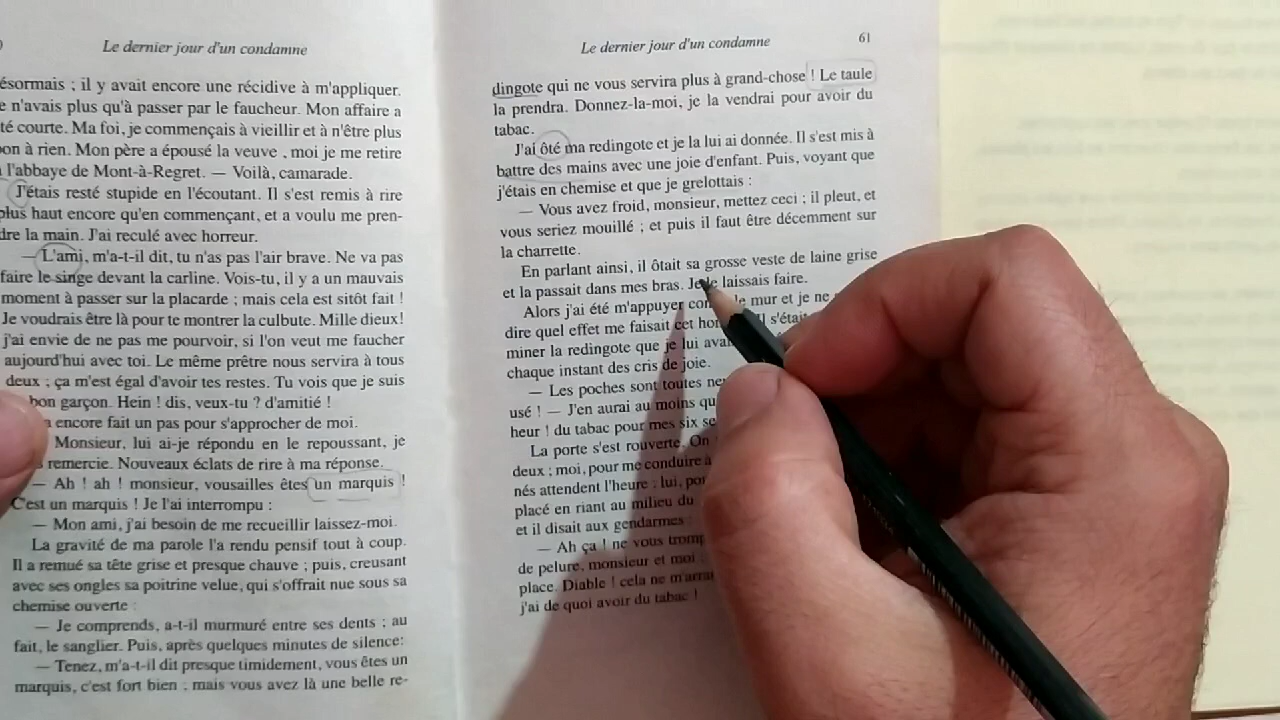 Le dernier jour d'un condamne
ésormais ; il y avait encore une récidive à m'appliquer.
e n'avais plus qu'à passer par le faucheur. Mon affaire a
té courte. Ma foi, je commençais à vieillir et à n'être plus
bon à rien. Mon père a épousé la veuve , moi je me retire
l'abbaye de Mont-à-Regret. — Voilà, camarade.
J'étais resté stupide en l'écoutant. Il s'est remis à rire
plus haut encore qu'en commençant, et a voulu me pren-
dre la main. J'ai reculé avec horreur.
— L'ami, m'a-t-il dit, tu n'as pas l'air brave. Ne va pas
faire le singe devant la carline. Vois-tu, il y a un mauvais
moment à passer sur la placarde ; mais cela est sitôt fait !
Je voudrais être là pour te montrer la culbute. Mille dieux!
j'ai envie de ne pas me pourvoir, si l'on veut me faucher
aujourd'hui avec toi. Le même prêtre nous servira à tous
deux ; ça m'est égal d'avoir tes restes. Tu vois que je suis
bon garçon. Hein ! dis, veux-tu ? d'amitié !
a encore fait un pas pour s'approcher de moi.
Monsieur, lui ai-je répondu en le repoussant, je
remercie. Nouveaux éclats de rire à ma réponse.
— Ah ! ah ! monsieur, vousailles êtes un marquis !
C'est un marquis ! Je l'ai interrompu :
— Mon ami, j'ai besoin de me recueillir laissez-moi.
La gravité de ma parole l'a rendu pensif tout à coup.
Il a remué sa tête grise et presque chauve ; puis, creusant
avec ses ongles sa poitrine velue, qui s'offrait nue sous sa
chemise ouverte :
— Je comprends, a-t-il murmuré entre ses dents ; au
fait, le sanglier. Puis, après quelques minutes de silence:
— Tenez, m'a-t-il dit presque timidement, vous êtes un
marquis, c'est fort bien ; mais vous avez là une belle re-
Le dernier jour d'un condamne 61
dingote qui ne vous servira plus à grand-chose ! Le taule
la prendra. Donnez-la-moi, je la vendrai pour avoir du
tabac.
J'ai ôté ma redingote et je la lui ai donnée. Il s'est mis à
battre des mains avec une joie d'enfant. Puis, voyant que
j'étais en chemise et que je grelottais :
— Vous avez froid, monsieur, mettez ceci ; il pleut, et
vous seriez mouillé ; et puis il faut être décemment sur
la charrette.
En parlant ainsi, il ôtait sa grosse veste de laine grise
et la passait dans mes bras. Je le laissais faire.
Alors j'ai été m'appuyer con le mur et je ne
dire quel effet me faisait cet hor s'était
miner la redingote que je lui ava
chaque instant des cris de joie.
— Les poches sont toutes ne
usé ! — J'en aurai au moins qu
heur ! du tabac pour mes six se
La porte s'est rouverte. On
deux ; moi, pour me conduire à
nés attendent l'heure : lui, po
placé en riant au milieu du
et il disait aux gendarmes :
— Ah ça ! ne vous tromp
de pelure, monsieur et moi
place. Diable ! cela ne m'arra
j'ai de quoi avoir du tabac !